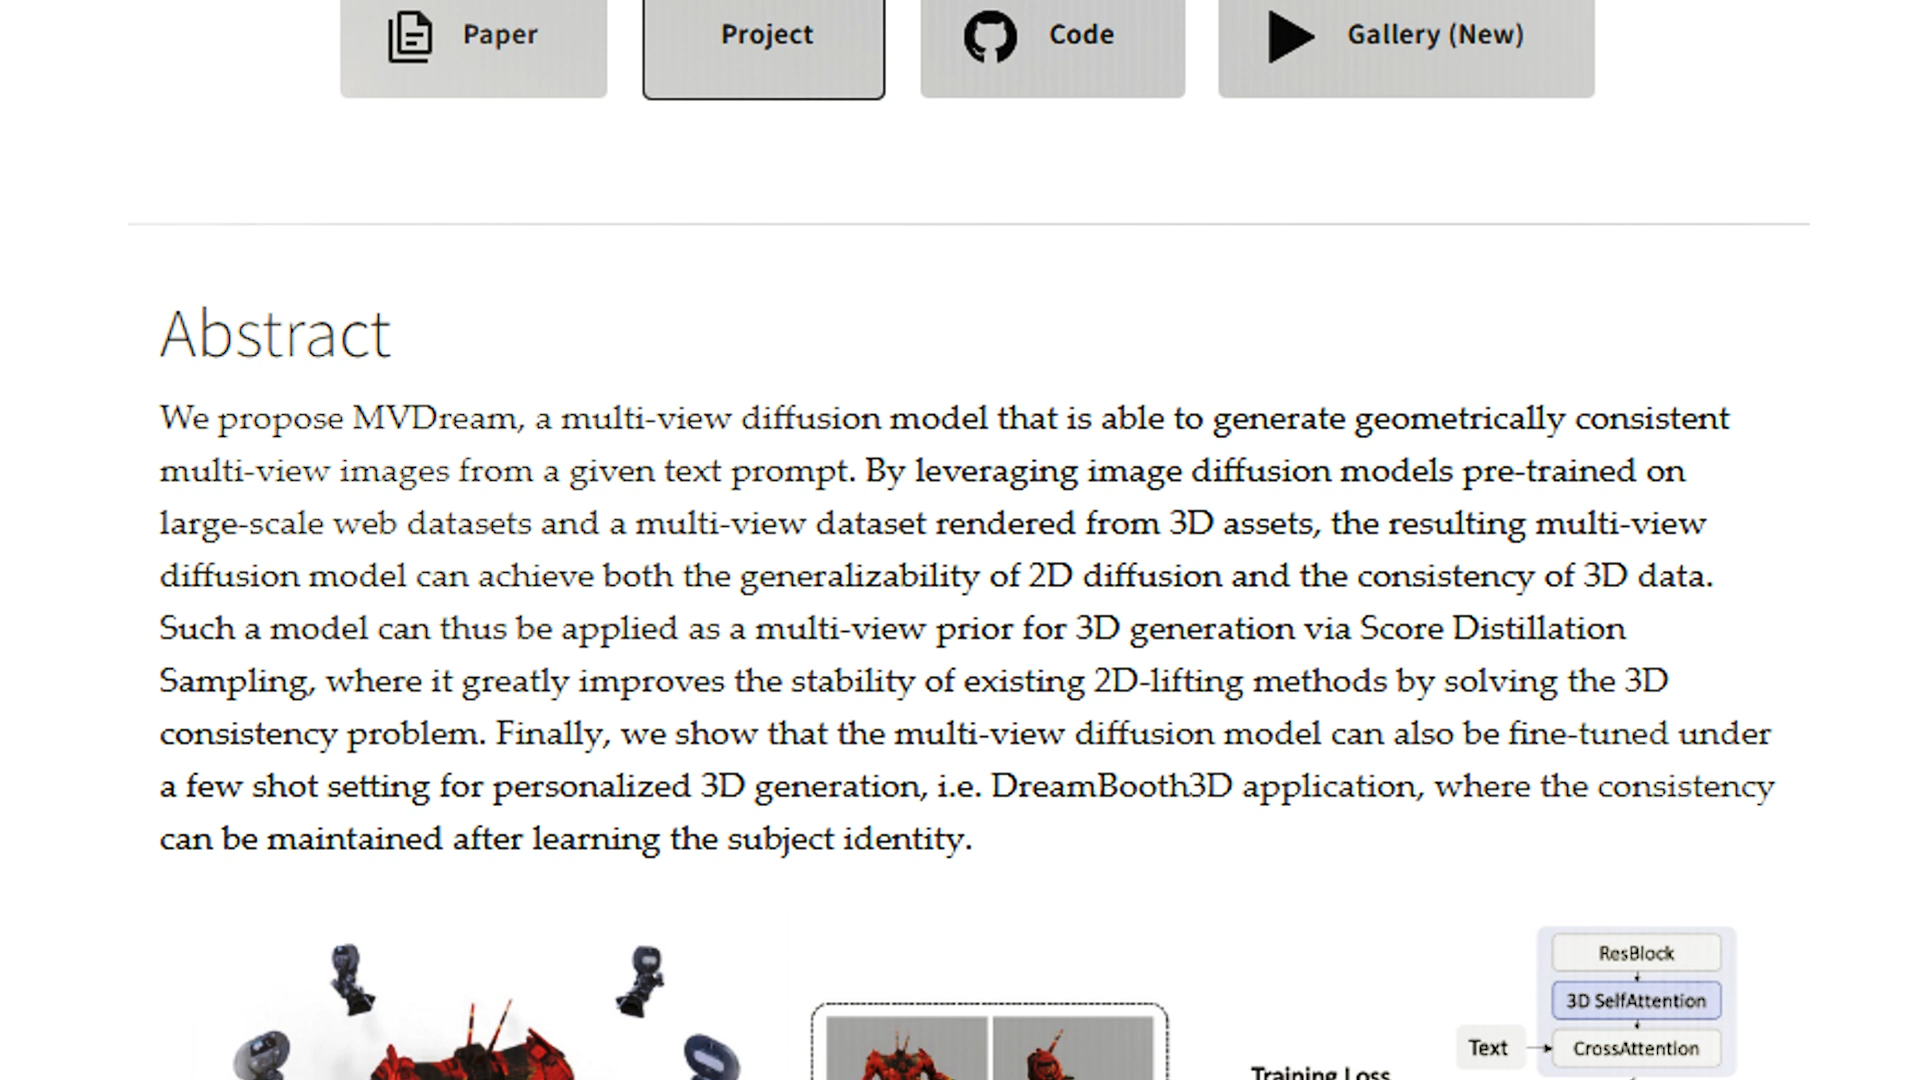 Paper Project Code Gallery (New)
Abstract
We propose MVDream, a multi-view diffusion model that is able to generate geometrically consistent
multi-view images from a given text prompt. By leveraging image diffusion models pre-trained on
large-scale web datasets and a multi-view dataset rendered from 3D assets, the resulting multi-view
diffusion model can achieve both the generalizability of 2D diffusion and the consistency of 3D data.
Such a model can thus be applied as a multi-view prior for 3D generation via Score Distillation
Sampling, where it greatly improves the stability of existing 2D-lifting methods by solving the 3D
consistency problem. Finally, we show that the multi-view diffusion model can also be fine-tuned under
a few shot setting for personalized 3D generation, i.e. DreamBooth3D application, where the consistency
can be maintained after learning the subject identity.
ResBlock
3D SelfAttention
Text CrossAttention
Training Loss